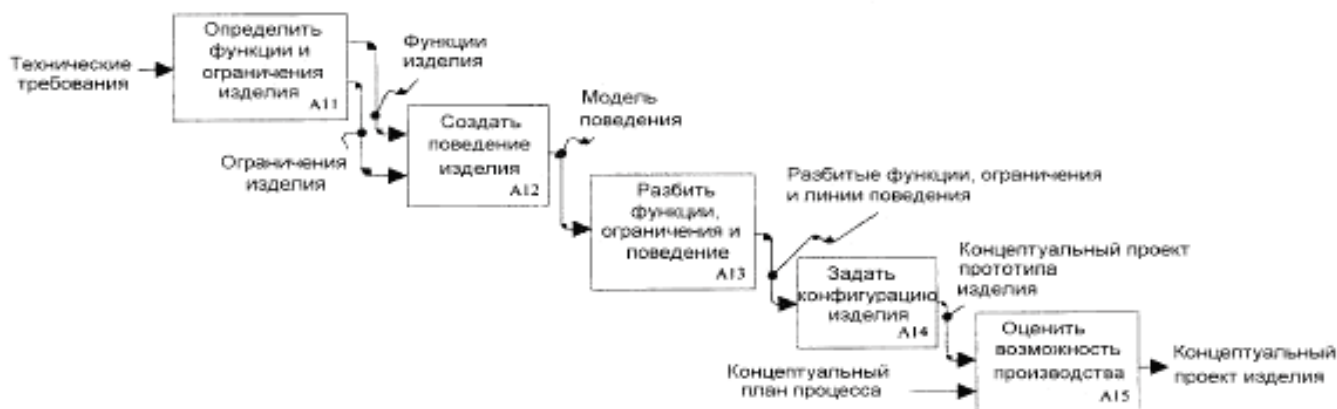 Определить
функции и
ограничения
изделия
A11
Технические
требования
Функции
изделия
Ограничения
изделия
Создать
поведение
изделия
A12
Модель
поведения
Разбить
функции,
ограничения и
поведение
A13
Разбитые функции, ограничения
и линии поведения
Задать
конфигурацию
изделия
A14
Концептуальный проект
прототипа
изделия
Концептуальный
план процесса
Оценить
возможность
производства
A15
Концептуальный
проект изделия